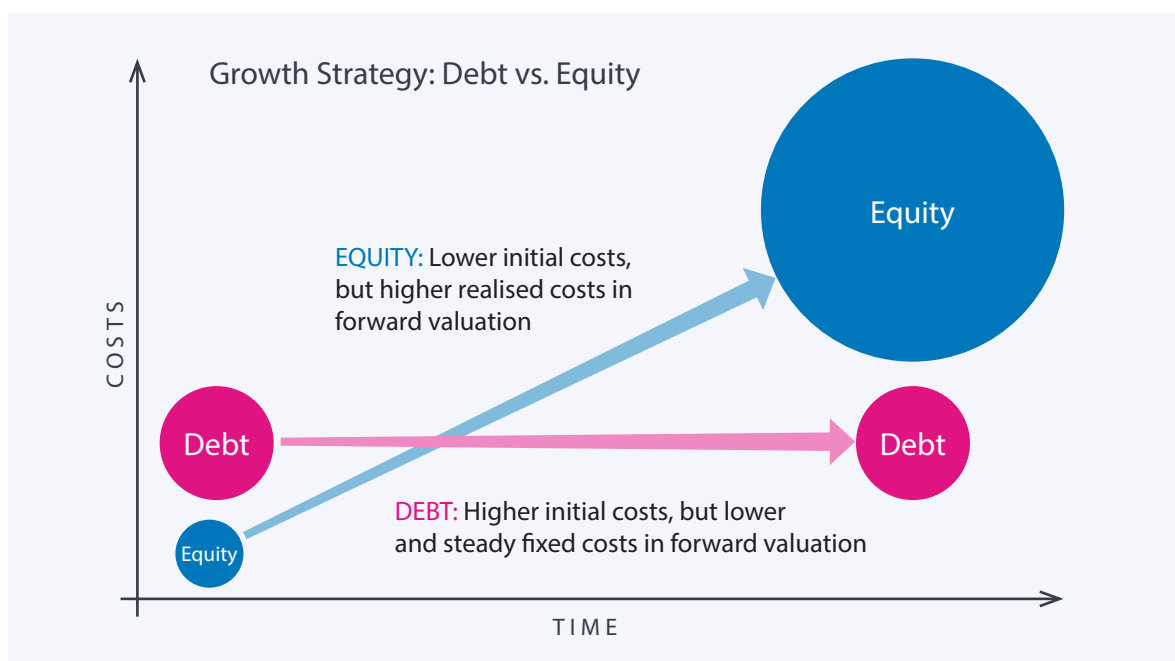 Growth Strategy: Debt vs. Equity
Equity
EQUITY: Lower initial costs,
but higher realised costs in
forward valuation
COSTS
Debt
Debt
DEBT: Higher initial costs, but lower
and steady fixed costs in forward valuation
Equity
TIME